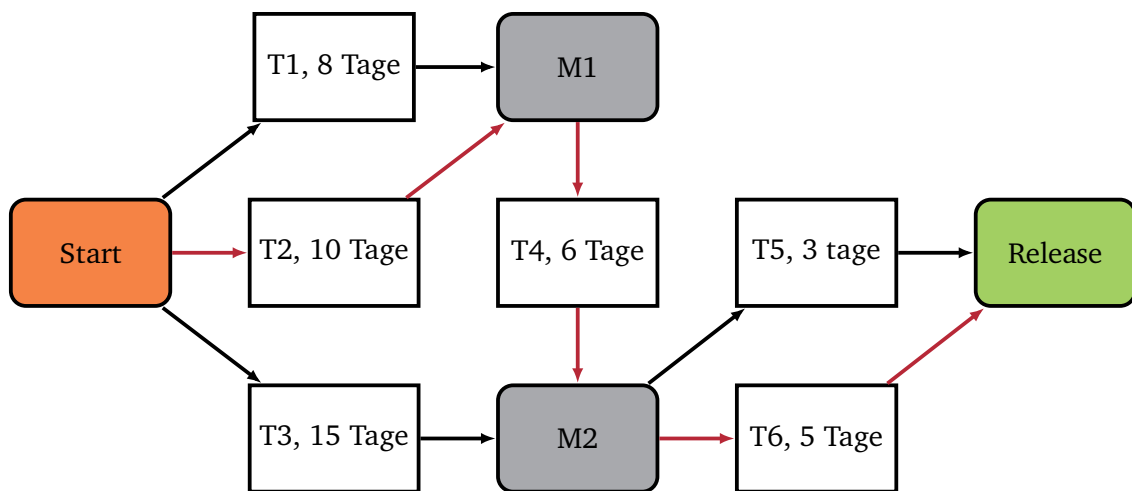 T1, 8 Tage
M1
Start
T2, 10 Tage
T4, 6 Tage
T5, 3 tage
Release
T3, 15 Tage
M2
T6, 5 Tage